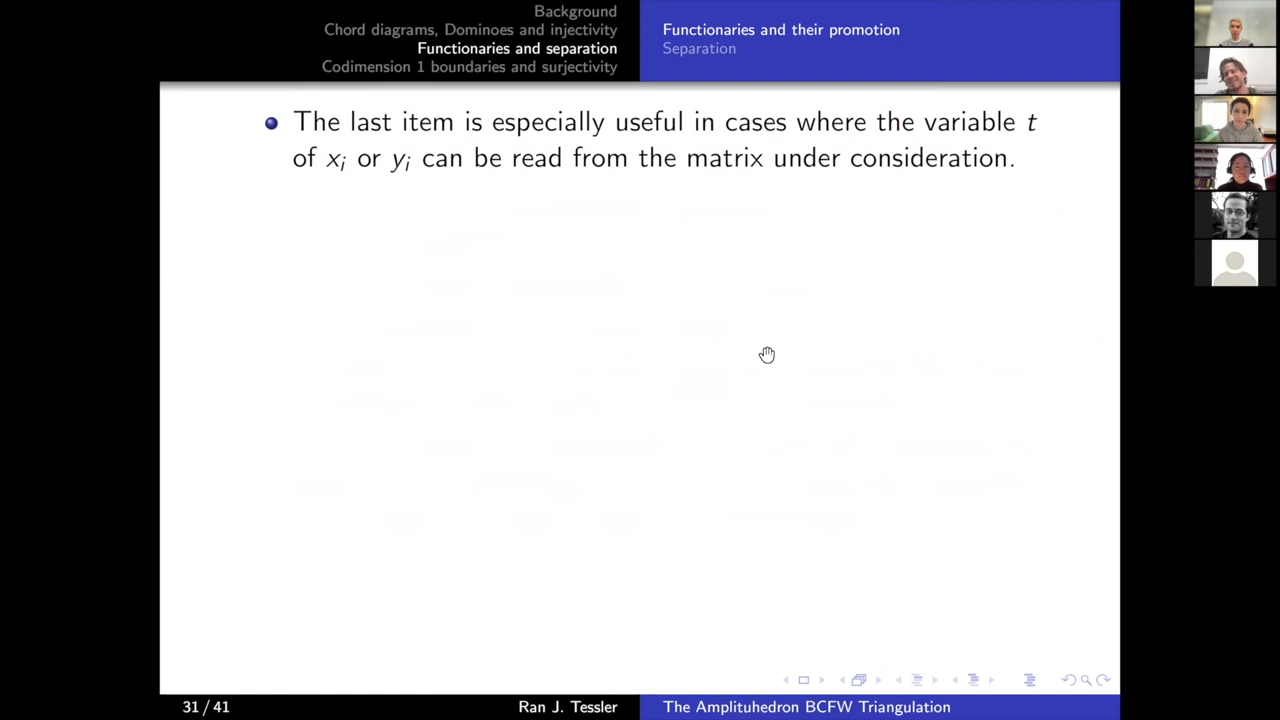 Background
Chord diagrams, Dominoes and injectivity
Functionaries and separation
Codimension 1 boundaries and surjectivity
Functionaries and their promotion
Separation
The last item is especially useful in cases where the variable t
of xᵢ or yᵢ can be read from the matrix under consideration.
31 / 41
Ran J. Tessler
The Amplituhedron BCFW Triangulation